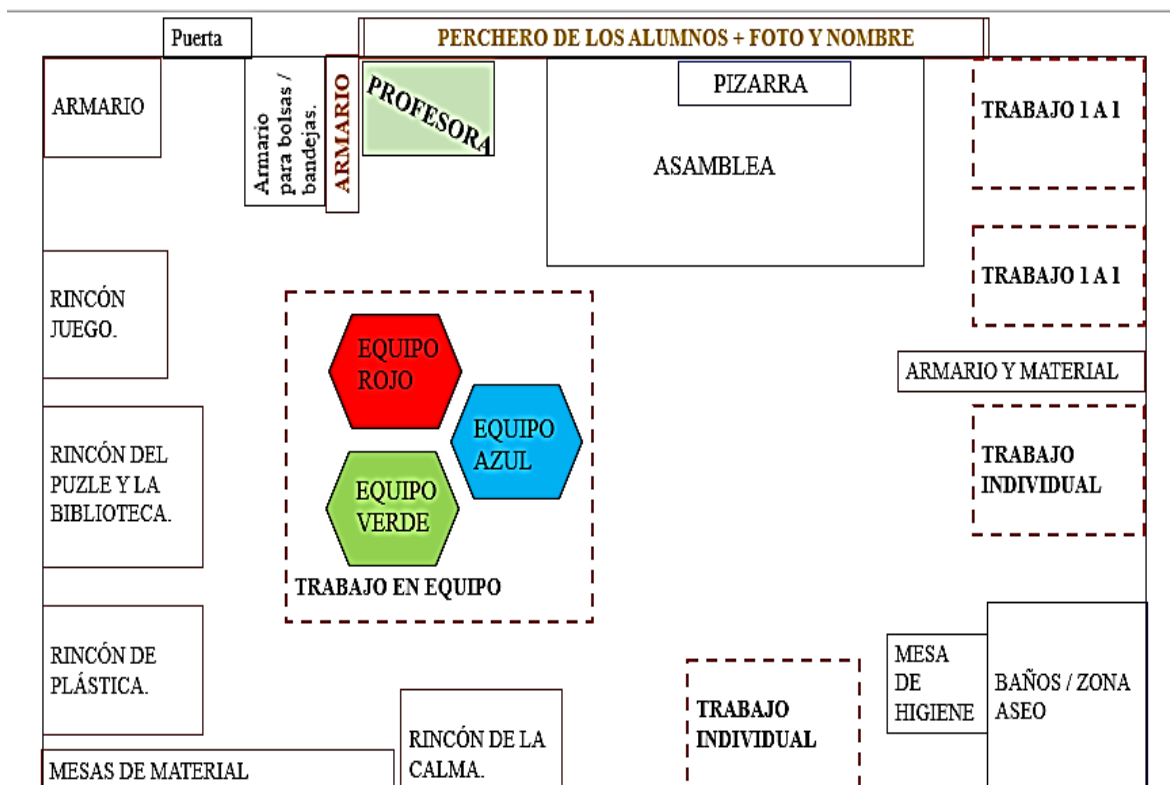 Puerta
PERCHERO DE LOS ALUMNOS + FOTO Y NOMBRE
ARMARIO
Armario
para bolsas /
bandejas.
ARMARIO
PROFESORA
PIZARRA
ASAMBLEA
TRABAJO 1 A 1
TRABAJO 1 A 1
RINCÓN
JUEGO.
EQUIPO
ROJO
EQUIPO
AZUL
EQUIPO
VERDE
TRABAJO EN EQUIPO
ARMARIO Y MATERIAL
RINCÓN DEL
PUZLE Y LA
BIBLIOTECA.
TRABAJO
INDIVIDUAL
RINCÓN DE
PLÁSTICA.
MESAS DE MATERIAL
RINCÓN DE LA
CALMA.
TRABAJO
INDIVIDUAL
MESA
DE
HIGIENE
BAÑOS / ZONA
ASEO